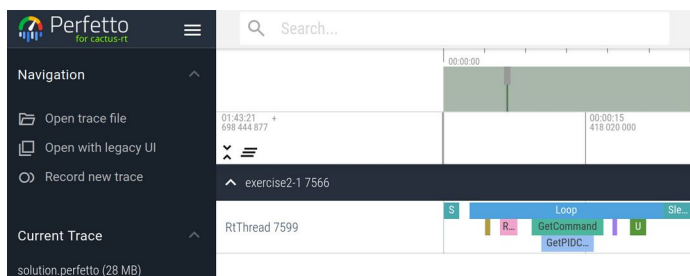 Perfetto
for cactus-rt
Search...
Navigation
00:00:00
Open trace file
Open with legacy UI
Record new trace
01:43:21 +
698 444 877
00:00:15
418 020 000
exercise2-1 7566
RtThread 7599
S Loop Sle...
R... GetCommand U
GetPIDC...
Current Trace
solution.perfetto (28 MB)